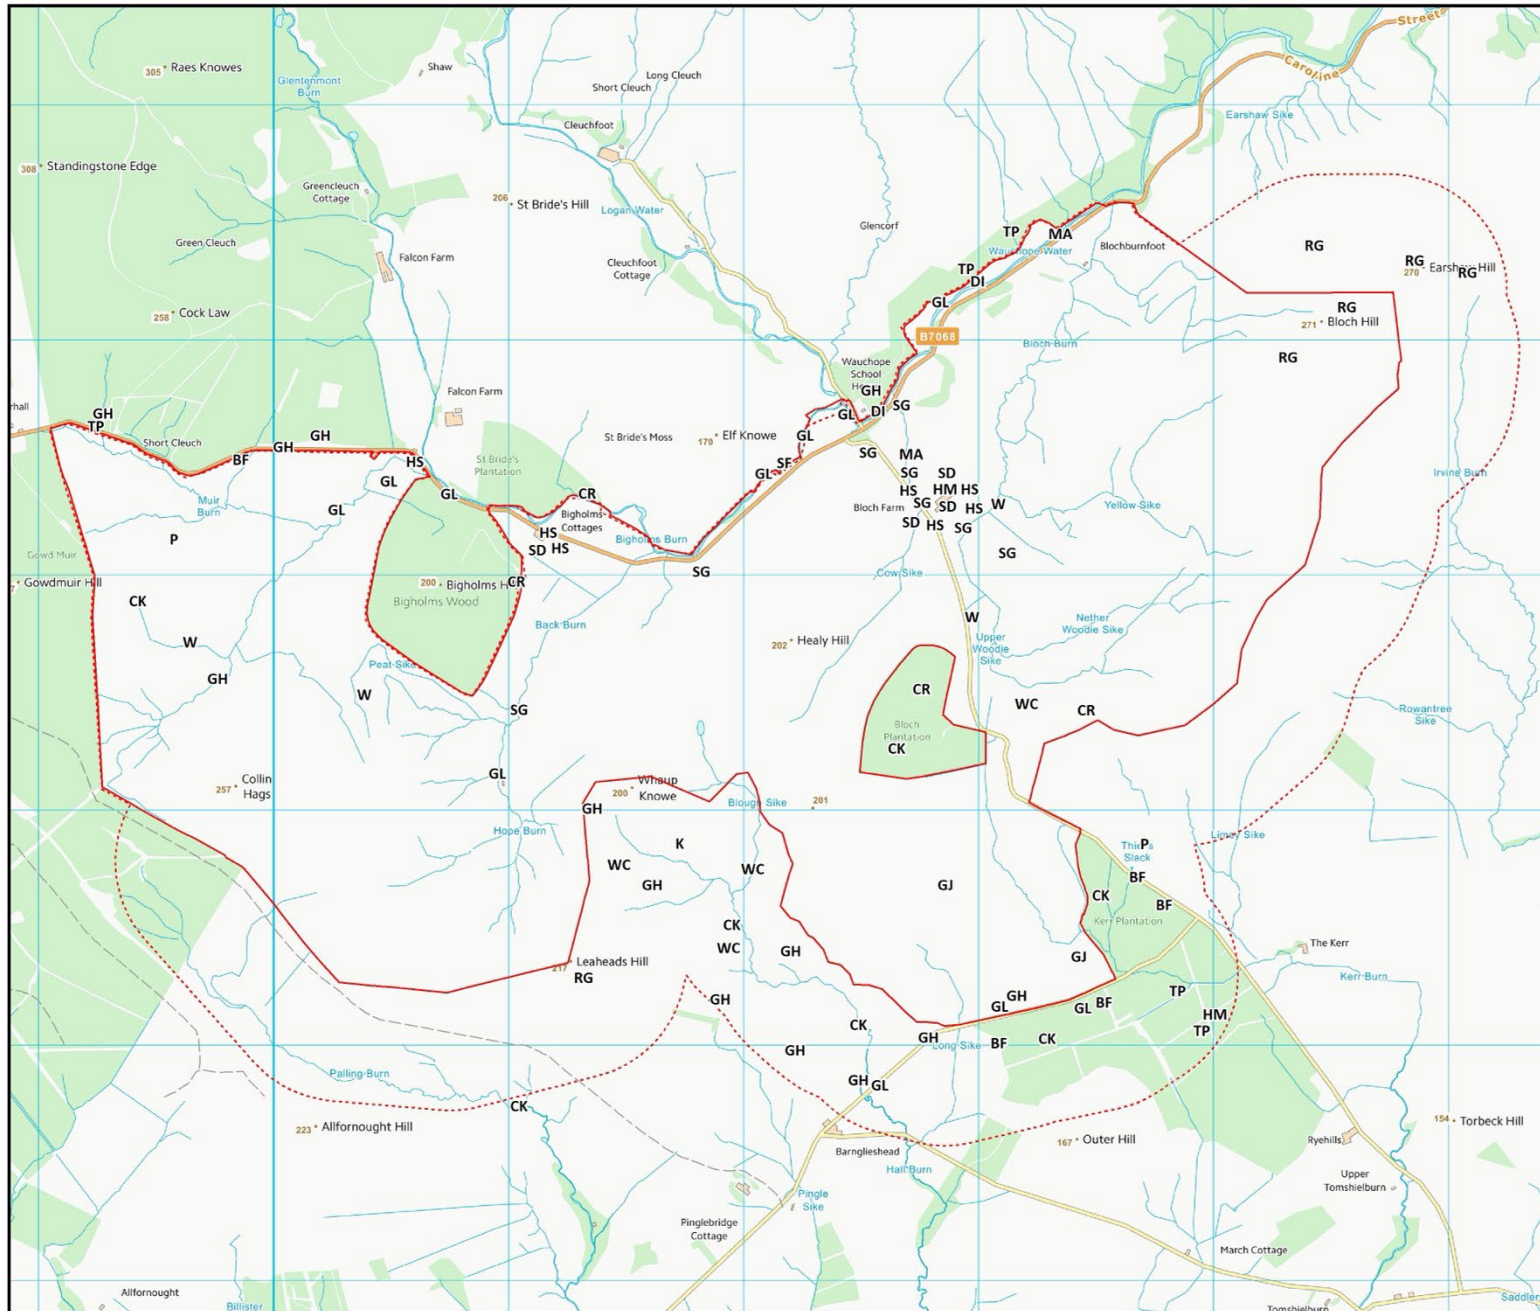 Street
Caroline
305 Raes Knowes
Shaw
Long Cleuch
Short Cleuch
Glentenmont
Burn
Earshaw Sike
Cleuchfoot
308 Standingstone Edge
Greencleuch
Cottage
206 St Bride's Hill
Logan Water
Glencorf
TP
MA
Green Cleuch
Wauchope Water
Blochburnfoot
RG
Falcon Farm
Cleuchfoot
Cottage
TP
DI
RG
270 Earshaw Hill
RG
GL
258 Cock Law
RG
271 Bloch Hill
B7068
Bloch Burn
RG
Wauchope
School
GH
Falcon Farm
GH
TP
GL
DI
SG
Short Cleuch
GH
GH
St Bride's Moss
170 Elf Knowe
GL
BF
HS
St Bride's
Plantation
SG
MA
SF
GL
SG
SD
Irvine Burn
GL
GL
CR
HS
HM
HS
Muir
Burn
GL
Bigholms
Cottages
Bloch Farm
SG
SD
HS
W
Yellow Sike
P
HS
Bigholms Burn
SD
HS
SG
Gowd Muir
SD
HS
SG
SG
Gowdmuir Hill
200 Bigholms H
CR
Cow Sike
CK
Bigholms Wood
W
Nether
Woodie Sike
Back Burn
W
202 Healy Hill
Upper
Woodie
Sike
Peat Sike
GH
W
CR
WC
CR
Rowantree
Sike
SG
Bloch
Plantation
CK
GL
257 Collin
Hags
200 Whaup
Knowe
Blough Sike
201
GH
Hope Burn
K
Limey Sike
P
Slack
WC
WC
BF
GH
GJ
CK
BF
Kerr Plantation
CK
WC
GH
GJ
The Kerr
217 Leaheads Hill
RG
Kerr Burn
TP
GH
GH
GL
GL
BF
HM
CK
TP
GH
Long Sike
BF
CK
GH
Palling Burn
GH
GL
CK
223 Allfornought Hill
154 Torbeck Hill
167 Outer Hill
Ryehills
Barnglieshead
Hall Burn
Upper
Tomshielburn
Pingle
Sike
Pinglebridge
Cottage
March Cottage
Allfornought
Billister
Tomshielburn